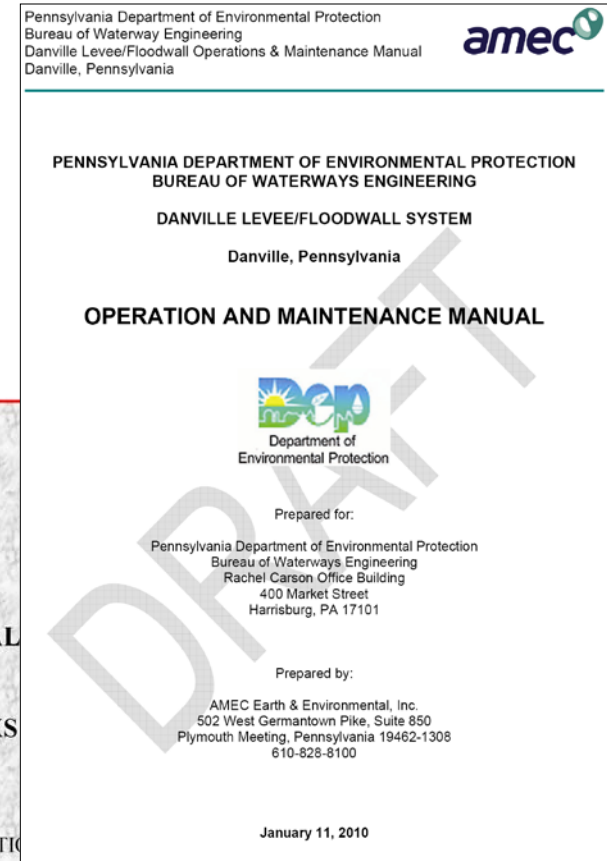 Pennsylvania Department of Environmental Protection
Bureau of Waterway Engineering
Danville Levee/Floodwall Operations & Maintenance Manual
Danville, Pennsylvania
amec
PENNSYLVANIA DEPARTMENT OF ENVIRONMENTAL PROTECTION
BUREAU OF WATERWAYS ENGINEERING
DANVILLE LEVEE/FLOODWALL SYSTEM
Danville, Pennsylvania
OPERATION AND MAINTENANCE MANUAL
Dep
Department of
Environmental Protection
DRAFT
Prepared for:
Pennsylvania Department of Environmental Protection
Bureau of Waterways Engineering
Rachel Carson Office Building
400 Market Street
Harrisburg, PA 17101
Prepared by:
AMEC Earth & Environmental, Inc.
502 West Germantown Pike, Suite 850
Plymouth Meeting, Pennsylvania 19462-1308
610-828-8100
January 11, 2010